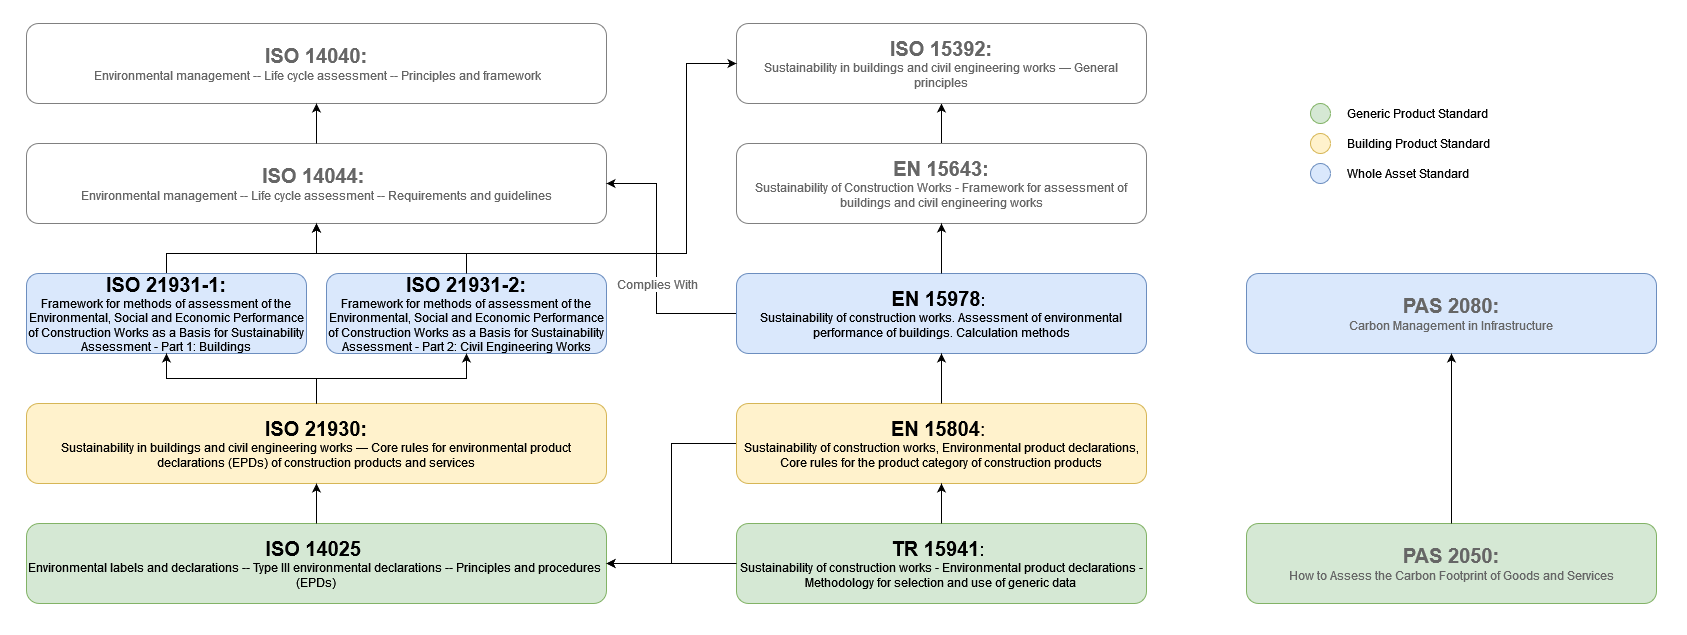 ISO 14040:
Environmental management -- Life cycle assessment -- Principles and framework
ISO 15392:
Sustainability in buildings and civil engineering works — General
principles
Generic Product Standard
Building Product Standard
Whole Asset Standard
ISO 14044:
Environmental management -- Life cycle assessment -- Requirements and guidelines
EN 15643:
Sustainability of Construction Works - Framework for assessment of
buildings and civil engineering works
ISO 21931-1:
Framework for methods of assessment of the
Environmental, Social and Economic Performance
of Construction Works as a Basis for Sustainability
Assessment - Part 1: Buildings
ISO 21931-2:
Framework for methods of assessment of the
Environmental, Social and Economic Performance
of Construction Works as a Basis for Sustainability
Assessment - Part 2: Civil Engineering Works
Complies With
EN 15978:
Sustainability of construction works. Assessment of environmental
performance of buildings. Calculation methods
PAS 2080:
Carbon Management in Infrastructure
ISO 21930:
Sustainability in buildings and civil engineering works — Core rules for environmental product
declarations (EPDs) of construction products and services
EN 15804:
Sustainability of construction works, Environmental product declarations,
Core rules for the product category of construction products
ISO 14025
Environmental labels and declarations -- Type III environmental declarations -- Principles and procedures
(EPDs)
TR 15941:
Sustainability of construction works - Environmental product declarations -
Methodology for selection and use of generic data
PAS 2050:
How to Assess the Carbon Footprint of Goods and Services